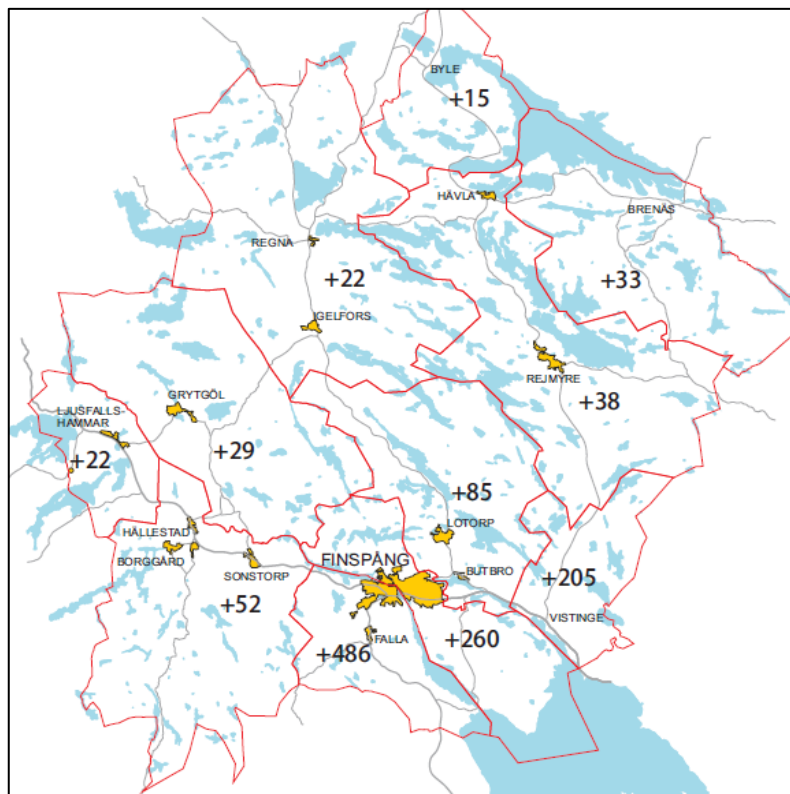 BYLE
+15
HÄVLA
BRENÄS
REGNA
+22
+33
IGELFORS
REJMYRE
GRYTGÖL
+38
LJUSFALLS-
HAMMAR
+29
+22
+85
LOTORP
HÄLLESTAD
BORGGÅRD
FINSPÅNG
SONSTORP
BUTBRO
+205
+52
VISTINGE
FALLA
+260
+486